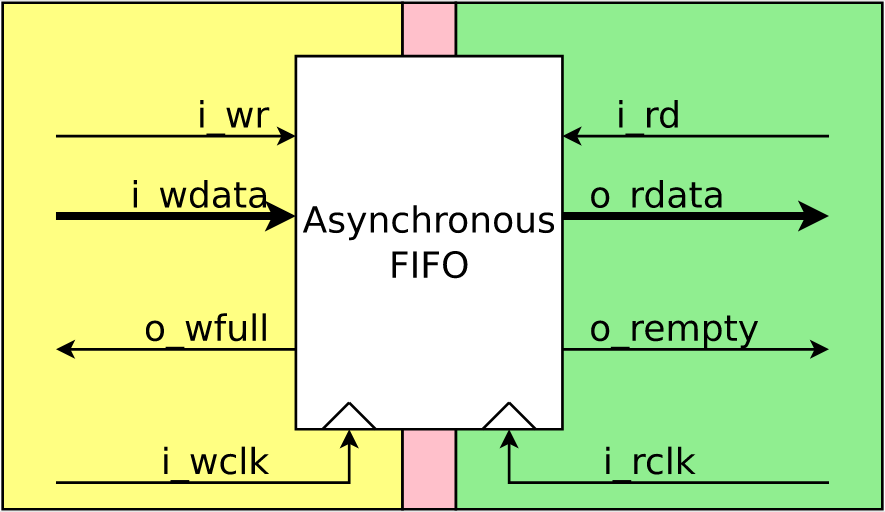 i_wr
i_rd
i_wdata
o_rdata
Asynchronous
FIFO
o_wfull
o_rempty
i_wclk
i_rclk